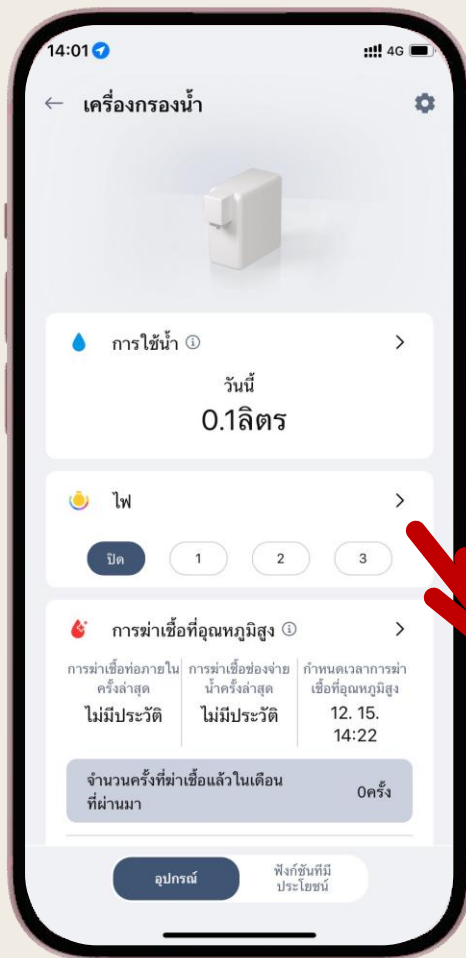 14:01
4G
เครื่องกรองน้ำ
การใช้น้ำ
วันนี้
0.1ลิตร
ไฟ
ปิด 1 2 3
การฆ่าเชื้อที่อุณหภูมิสูง
การฆ่าเชื้อท่อภายใน
ครั้งล่าสุด
ไม่มีประวัติ
การฆ่าเชื้อช่องจ่าย
น้ำครั้งล่าสุด
ไม่มีประวัติ
กำหนดเวลาการฆ่า
เชื้อที่อุณหภูมิสูง
12. 15.
14:22
จำนวนครั้งที่ฆ่าเชื้อแล้วในเดือน
ที่ผ่านมา
0ครั้ง
อุปกรณ์
ฟังก์ชันทีมี
ประโยชน์